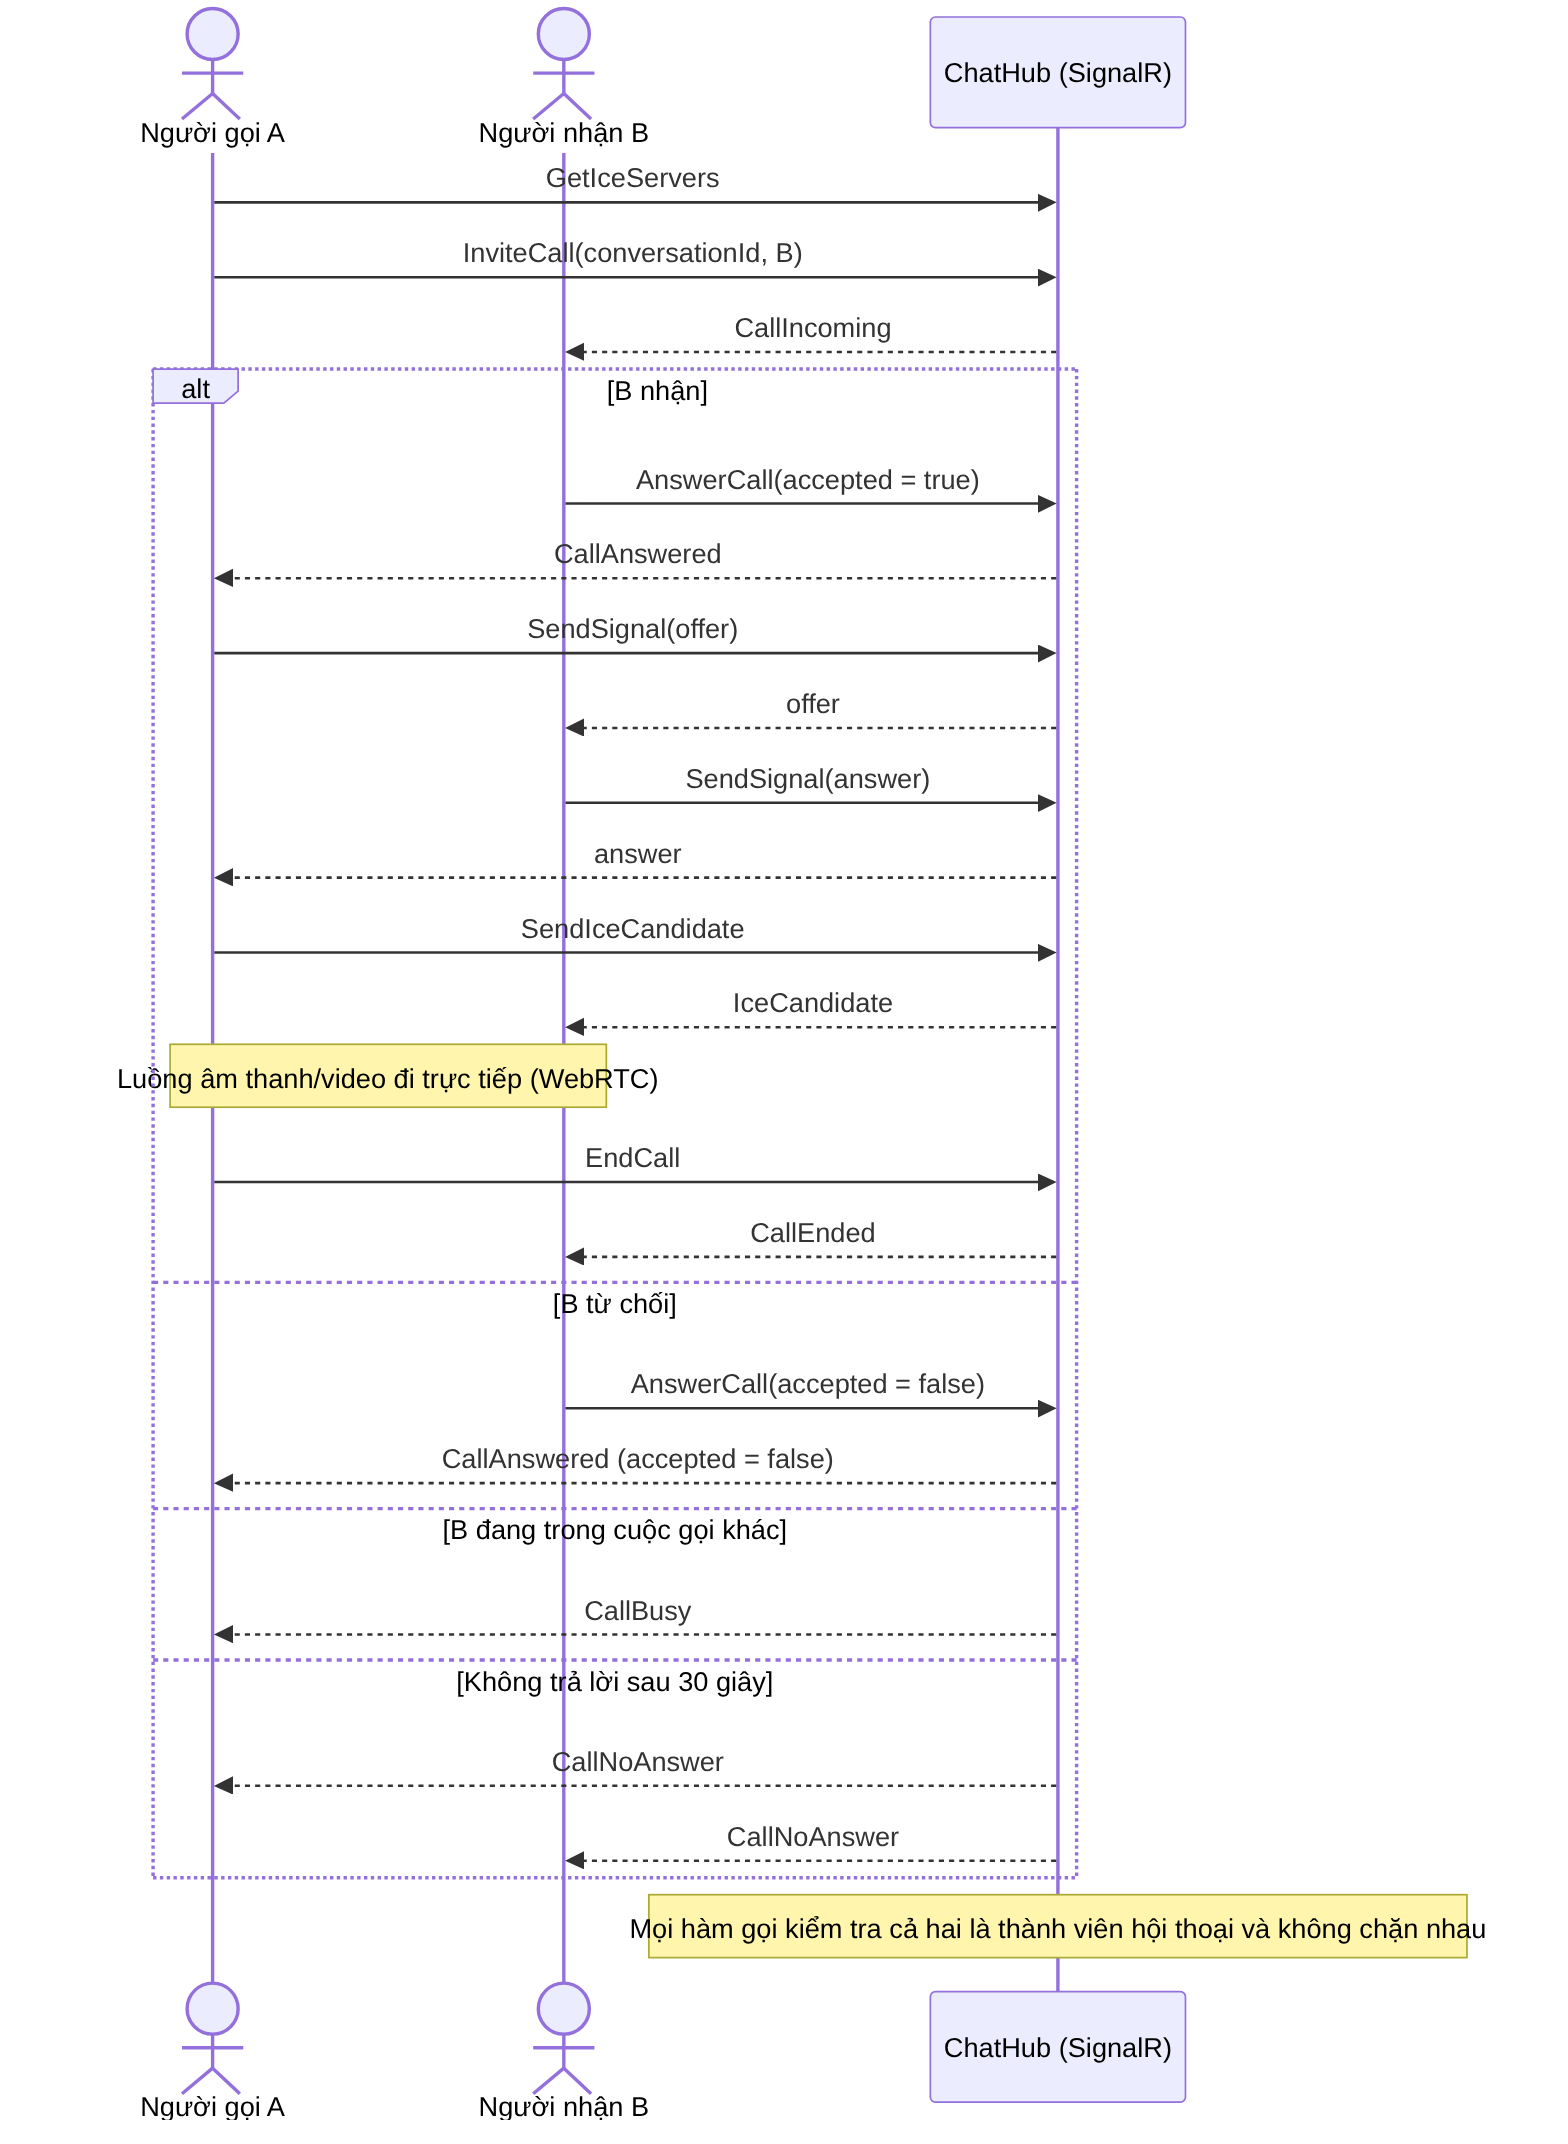 Người gọi A
Người nhận B
ChatHub (SignalR)
GetIceServers
InviteCall(conversationId, B)
CallIncoming
alt
[B nhận]
AnswerCall(accepted = true)
CallAnswered
SendSignal(offer)
offer
SendSignal(answer)
answer
SendIceCandidate
IceCandidate
Luồng âm thanh/video đi trực tiếp (WebRTC)
EndCall
CallEnded
[B từ chối]
AnswerCall(accepted = false)
CallAnswered (accepted = false)
[B đang trong cuộc gọi khác]
CallBusy
[Không trả lời sau 30 giây]
CallNoAnswer
CallNoAnswer
Mọi hàm gọi kiểm tra cả hai là thành viên hội thoại và không chặn nhau
Người gọi A
Người nhận B
ChatHub (SignalR)